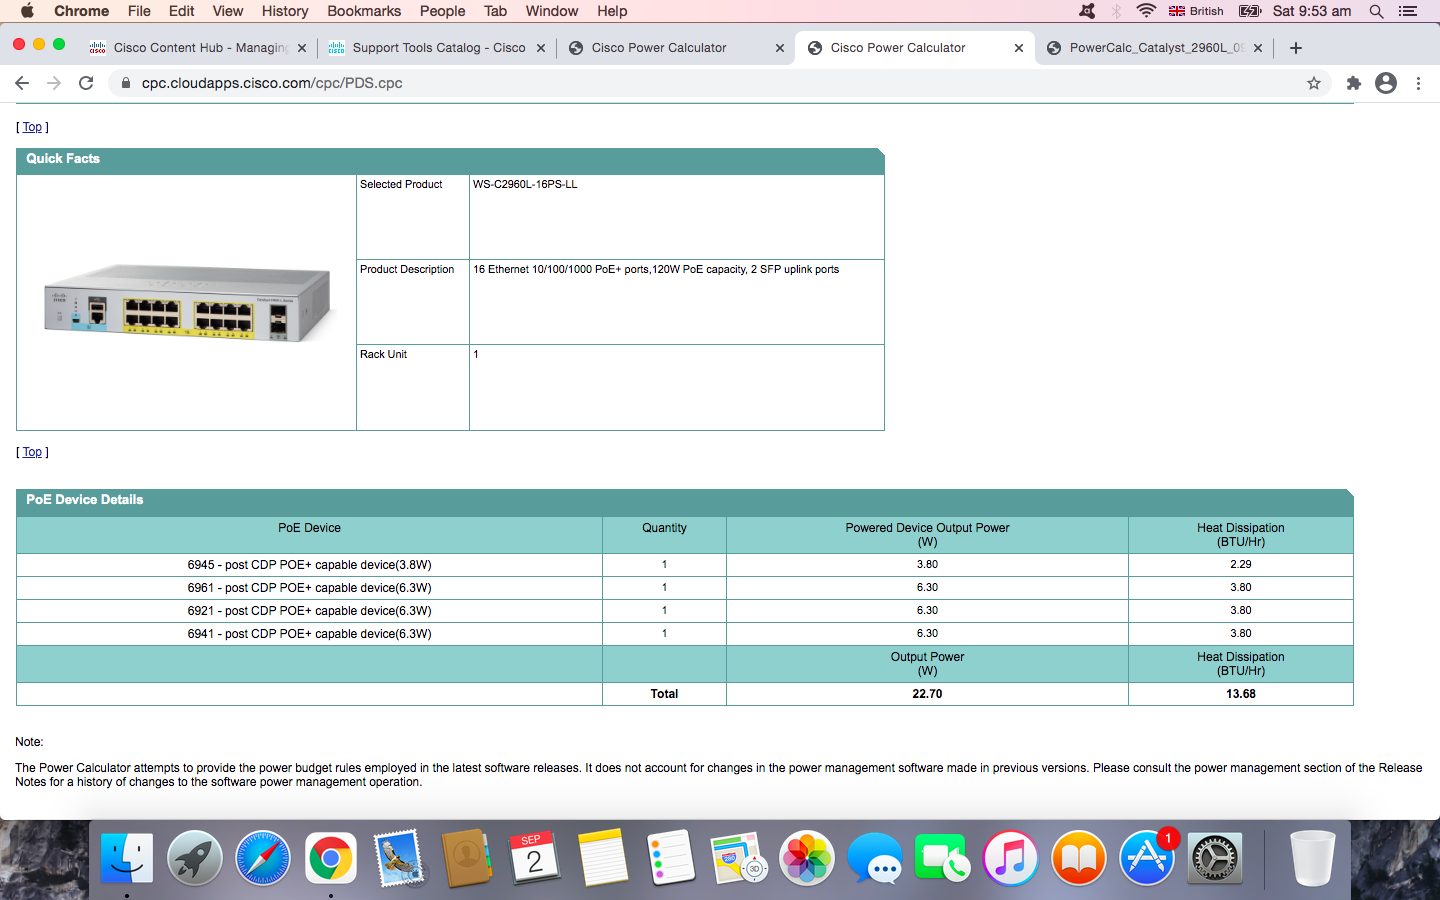 Chrome File Edit View History Bookmarks People Tab Window Help British Sat 9:53 am
Cisco Content Hub - Managing Support Tools Catalog - Cisco Cisco Power Calculator Cisco Power Calculator PowerCalc_Catalyst_2960L_09
cpc.cloudapps.cisco.com/cpc/PDS.cpc
[ Top ]
Quick Facts
Selected Product WS-C2960L-16PS-LL
Product Description 16 Ethernet 10/100/1000 PoE+ ports,120W PoE capacity, 2 SFP uplink ports
Rack Unit 1
[ Top ]
PoE Device Details
PoE Device Quantity Powered Device Output Power Heat Dissipation
(W) (BTU/Hr)
6945 - post CDP POE+ capable device(3.8W) 1 3.80 2.29
6961 - post CDP POE+ capable device(6.3W) 1 6.30 3.80
6921 - post CDP POE+ capable device(6.3W) 1 6.30 3.80
6941 - post CDP POE+ capable device(6.3W) 1 6.30 3.80
Output Power Heat Dissipation
(W) (BTU/Hr)
Total 22.70 13.68
Note:
The Power Calculator attempts to provide the power budget rules employed in the latest software releases. It does not account for changes in the power management software made in previous versions. Please consult the power management section of the Release
Notes for a history of changes to the software power management operation.
SEP
2
280
3D
1